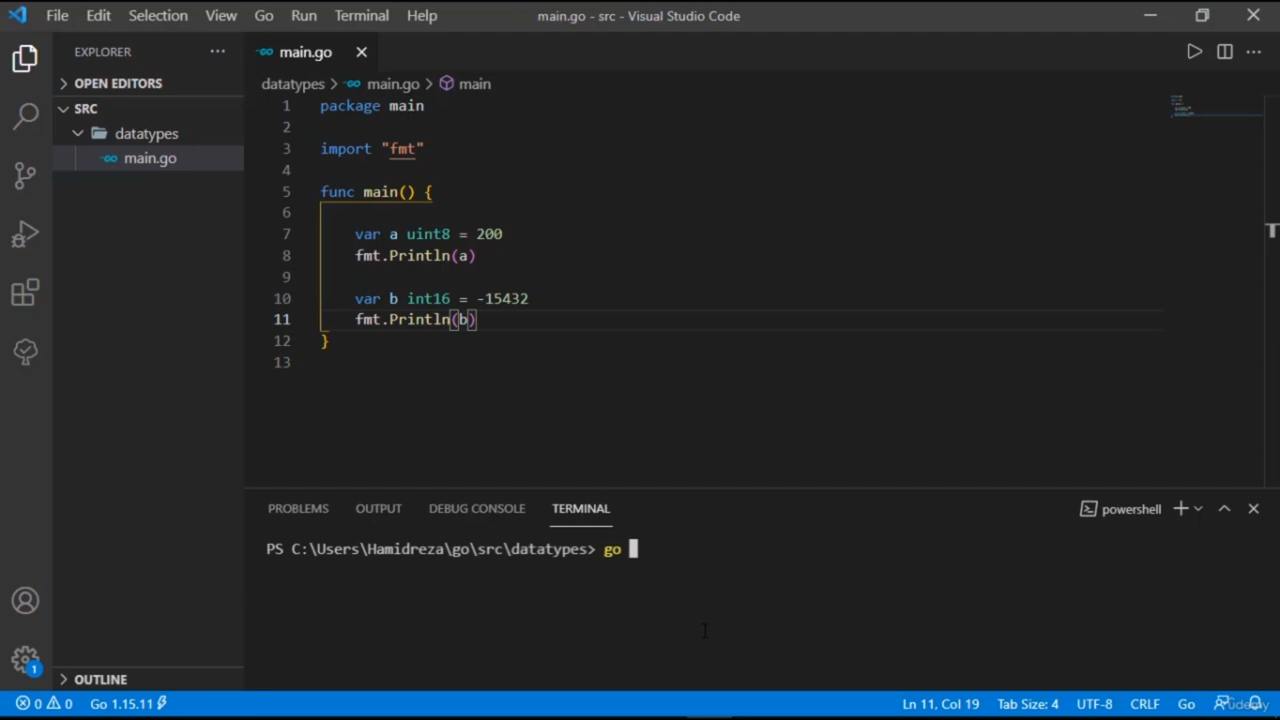 File Edit Selection View Go Run Terminal Help main.go - src - Visual Studio Code
EXPLORER ···
main.go
OPEN EDITORS
SRC
datatypes
main.go
datatypes > main.go > main
1 package main
2
3 import "fmt"
4
5 func main() {
6
7 var a uint8 = 200
8 fmt.Println(a)
9
10 var b int16 = -15432
11 fmt.Println(b)
12 }
13
PROBLEMS OUTPUT DEBUG CONSOLE TERMINAL
powershell
PS C:\Users\Hamidreza\go\src\datatypes> go
1
OUTLINE
0 0 Go 1.15.11 Ln 11, Col 19 Tab Size: 4 UTF-8 CRLF Go
Udemy